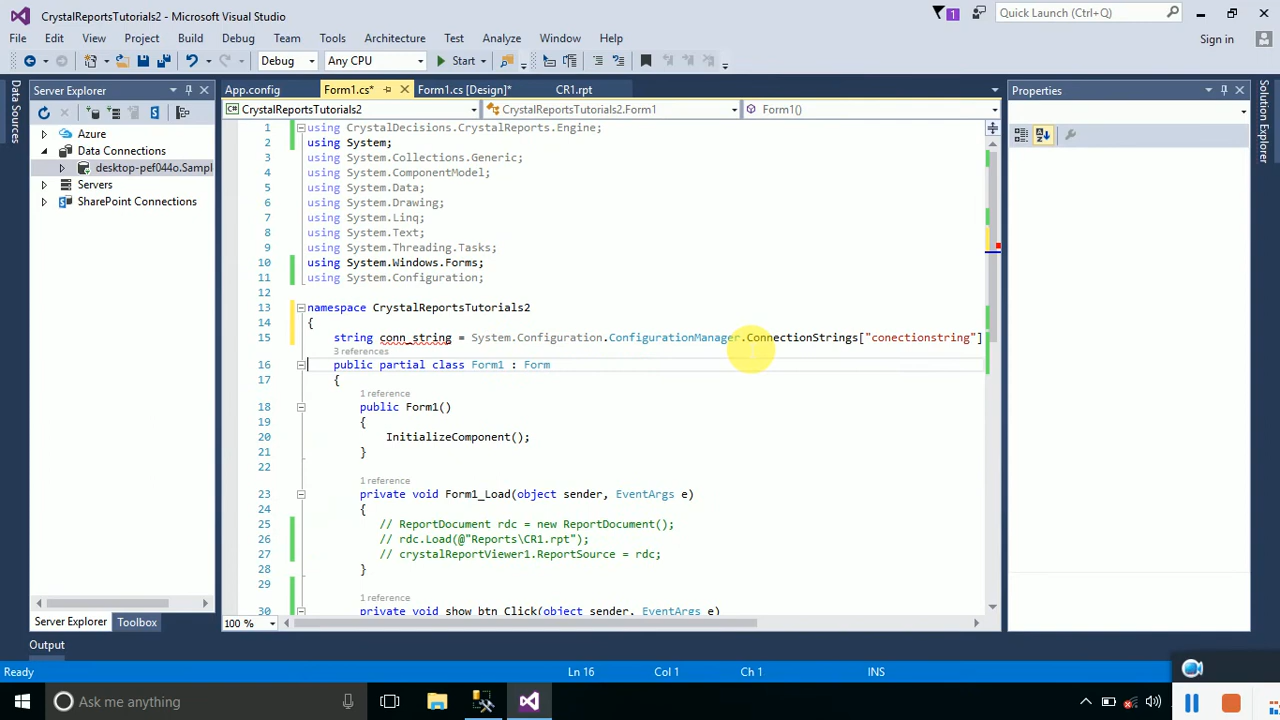 CrystalReportsTutorials2 - Microsoft Visual Studio
1
Quick Launch (Ctrl+Q)
File Edit View Project Build Debug Team Tools Architecture Test Analyze Window Help
Sign in
Debug
Any CPU
Start
Data Sources
Server Explorer
App.config
Form1.cs*
Form1.cs [Design]*
CR1.rpt
Properties
Solution Explorer
CrystalReportsTutorials2
CrystalReportsTutorials2.Form1
Form1()
Azure
Data Connections
desktop-pef044o.Sampl
Servers
SharePoint Connections
1 using CrystalDecisions.CrystalReports.Engine;
2 using System;
3 using System.Collections.Generic;
4 using System.ComponentModel;
5 using System.Data;
6 using System.Drawing;
7 using System.Linq;
8 using System.Text;
9 using System.Threading.Tasks;
10 using System.Windows.Forms;
11 using System.Configuration;
12
13 namespace CrystalReportsTutorials2
14 {
15 string conn_string = System.Configuration.ConfigurationManager.ConnectionStrings["conectionstring"]
3 references
16 public partial class Form1 : Form
17 {
1 reference
18 public Form1()
19 {
20 InitializeComponent();
21 }
22
1 reference
23 private void Form1_Load(object sender, EventArgs e)
24 {
25 // ReportDocument rdc = new ReportDocument();
26 // rdc.Load(@"Reports\CR1.rpt");
27 // crystalReportViewer1.ReportSource = rdc;
28 }
29
1 reference
30 private void show_btn_Click(object sender, EventArgs e)
Server Explorer
Toolbox
100 %
Output
Ready
Ln 16
Col 1
Ch 1
INS
Ask me anything